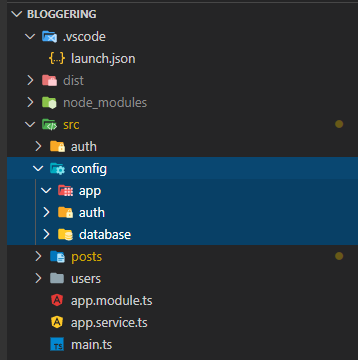 BLOGGERING
.vscode
launch.json
dist
node_modules
src
auth
config
app
auth
database
posts
users
app.module.ts
app.service.ts
main.ts